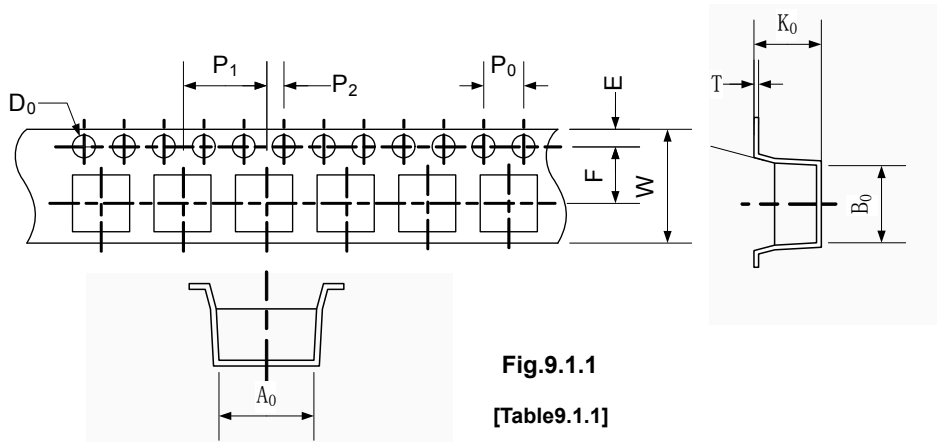 P₁
P₂
P₀
E
D₀
F
W
K₀
T
B₀
A₀
Fig.9.1.1
[Table9.1.1]